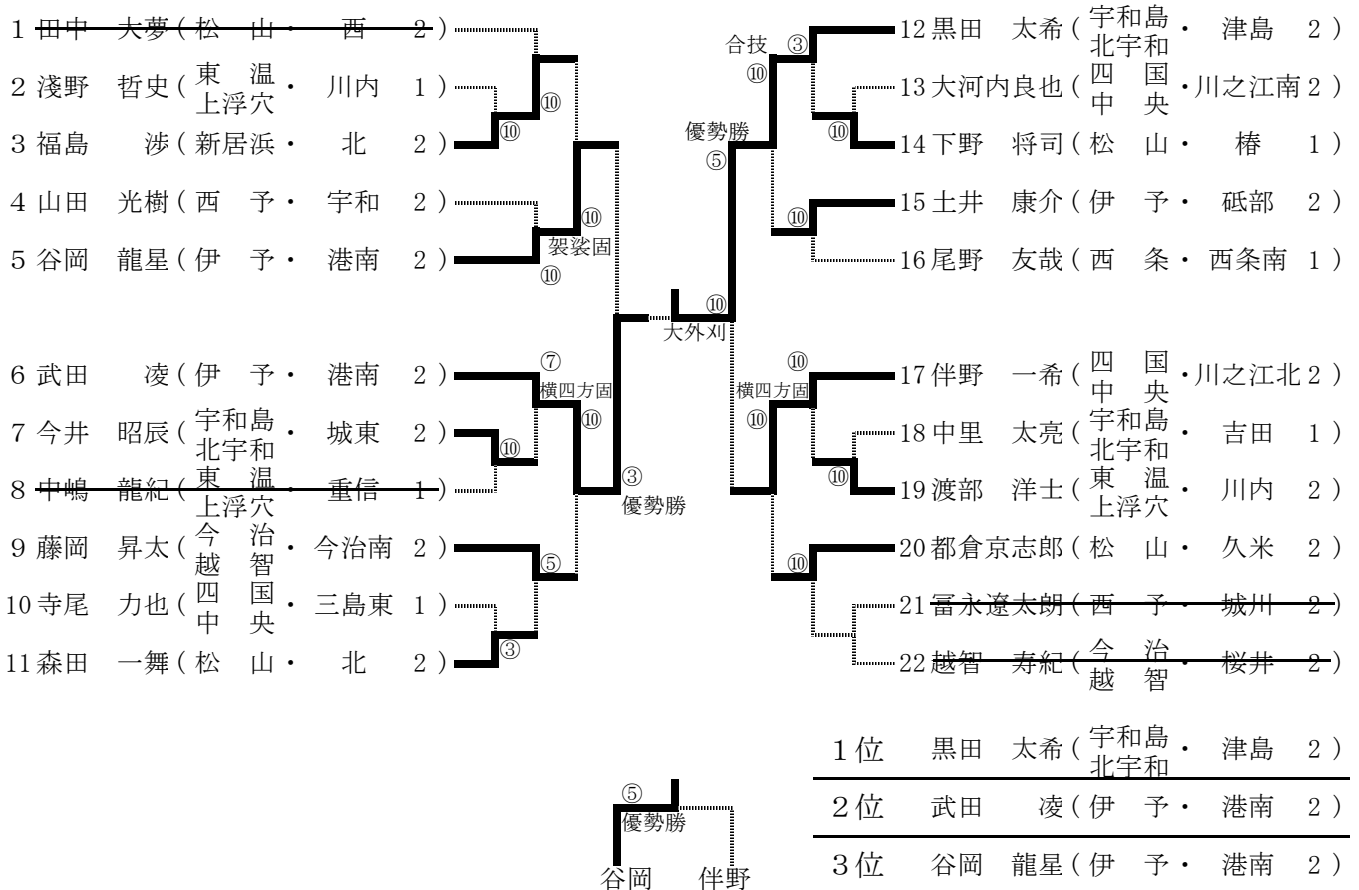 1 田中 大夢 ( 松 山 ・ 西 2 )
2 淺野 哲史 ( 東 温 上浮穴 ・ 川内 1 )
3 福島 渉 ( 新居浜 ・ 北 2 )
4 山田 光樹 ( 西 予 ・ 宇和 2 )
5 谷岡 龍星 ( 伊 予 ・ 港南 2 )
6 武田 凌 ( 伊 予 ・ 港南 2 )
7 今井 昭辰 ( 宇和島 北宇和 ・ 城東 2 )
8 中嶋 龍紀 ( 東 温 上浮穴 ・ 重信 1 )
9 藤岡 昇太 ( 今 治 越 智 ・ 今治南 2 )
10 寺尾 力也 ( 四 国 中 央 ・ 三島東 1 )
11 森田 一舞 ( 松 山 ・ 北 2 )
⑩
⑩
⑩
袈裟固
⑩
⑦
横四方固
⑩
⑩
③
優勢勝
⑤
③
⑩
大外刈
合技
③
⑩
優勢勝
⑤
⑩
⑩
⑩
横四方固
⑩
⑩
⑩
12 黒田 太希 ( 宇和島 北宇和 ・ 津島 2 )
13 大河内良也 ( 四 国 中 央 ・ 川之江南 2 )
14 下野 将司 ( 松 山 ・ 椿 1 )
15 土井 康介 ( 伊 予 ・ 砥部 2 )
16 尾野 友哉 ( 西 条 ・ 西条南 1 )
17 伴野 一希 ( 四 国 中 央 ・ 川之江北 2 )
18 中里 太亮 ( 宇和島 北宇和 ・ 吉田 1 )
19 渡部 洋士 ( 東 温 上浮穴 ・ 川内 2 )
20 都倉京志郎 ( 松 山 ・ 久米 2 )
21 冨永遼太朗 ( 西 予 ・ 城川 2 )
22 越智 寿紀 ( 今 治 越 智 ・ 桜井 2 )
⑤
優勢勝
谷岡 伴野
1位 黒田 太希 ( 宇和島 北宇和 ・ 津島 2 )
2位 武田 凌 ( 伊 予 ・ 港南 2 )
3位 谷岡 龍星 ( 伊 予 ・ 港南 2 )